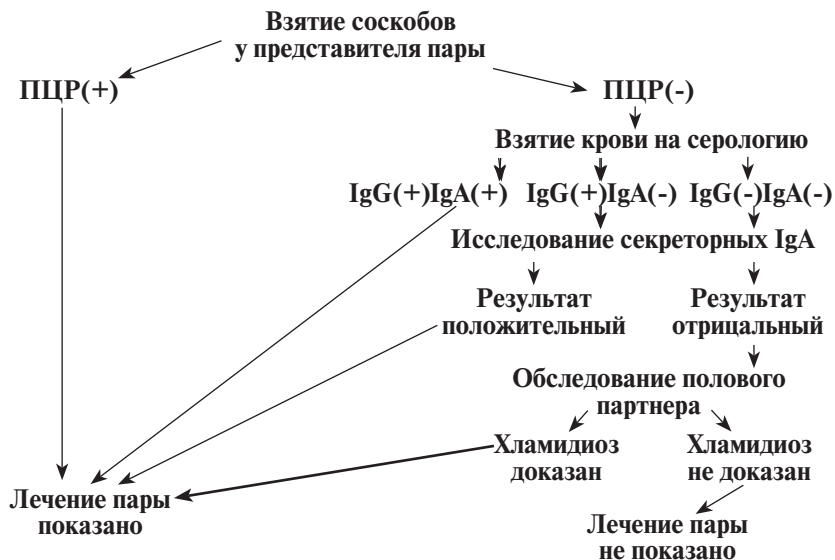 Взятие соскобов
у представителя пары
ПЦР(+)
ПЦР(-)
Взятие крови на серологию
IgG(+)IgA(+)
IgG(+)IgA(-)
IgG(-)IgA(-)
Исследование секреторных IgA
Результат
положительный
Результат
отрицальный
Обследование полового
партнера
Хламидиоз
доказан
Хламидиоз
не доказан
Лечение пары
показано
Лечение пары
не показано